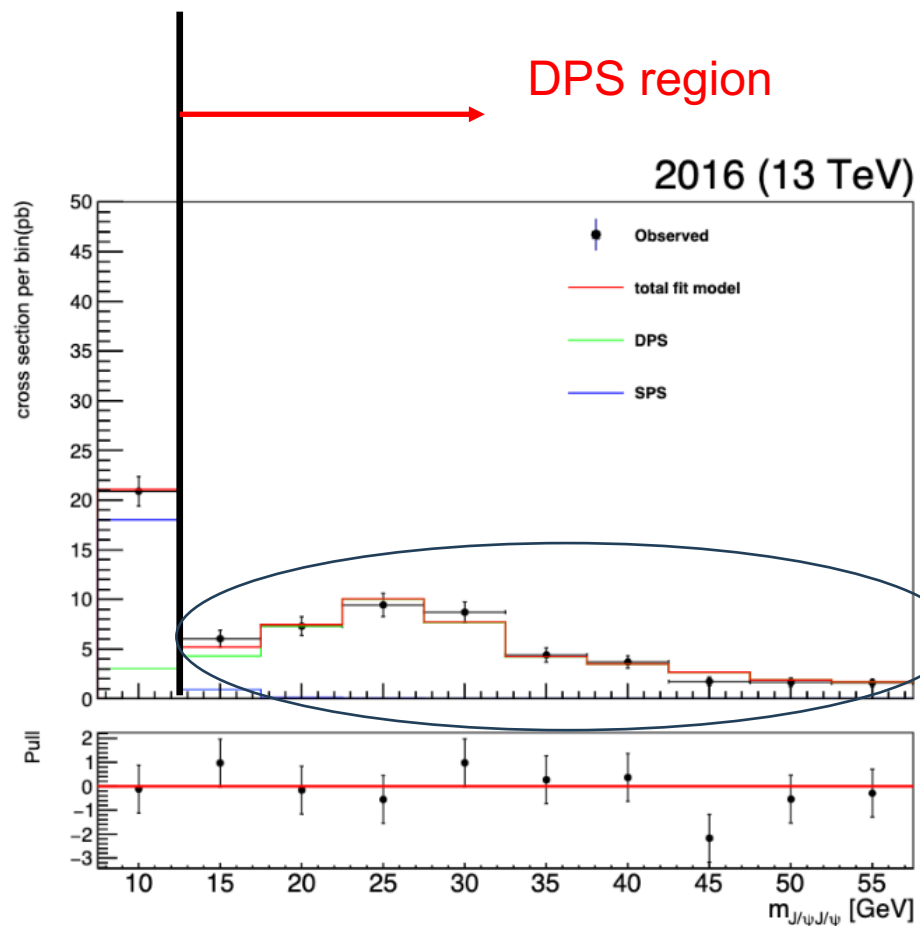 DPS region
2016 (13 TeV)
cross section per bin(pb)
50
45
40
35
30
25
20
15
10
5
0
Observed
total fit model
DPS
SPS
Pull
2
1
0
−1
−2
−3
10 15 20 25 30 35 40 45 50 55
m_{J/ψJ/ψ} [GeV]